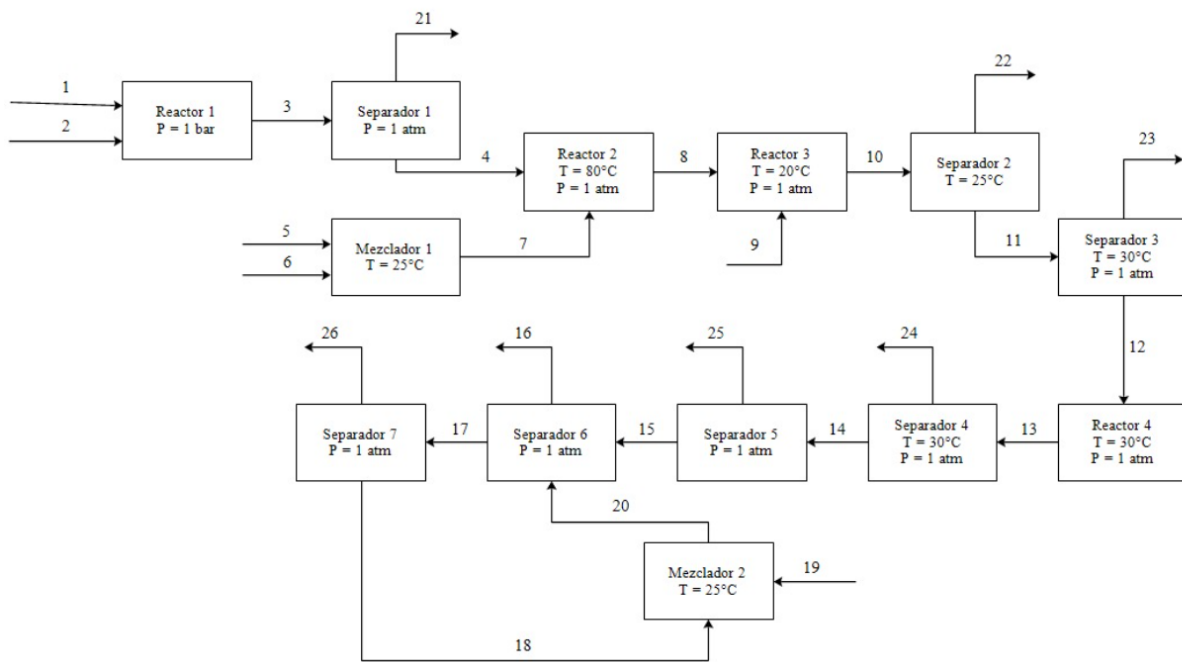 21
1
Reactor 1
P = 1 bar
2
3
Separador 1
P = 1 atm
22
4
Reactor 2
T = 80°C
P = 1 atm
8
Reactor 3
T = 20°C
P = 1 atm
10
Separador 2
T = 25°C
23
5
6
Mezclador 1
T = 25°C
7
9
11
Separador 3
T = 30°C
P = 1 atm
26
16
25
24
12
Separador 7
P = 1 atm
17
Separador 6
P = 1 atm
15
Separador 5
P = 1 atm
14
Separador 4
T = 30°C
P = 1 atm
13
Reactor 4
T = 30°C
P = 1 atm
20
Mezclador 2
T = 25°C
19
18